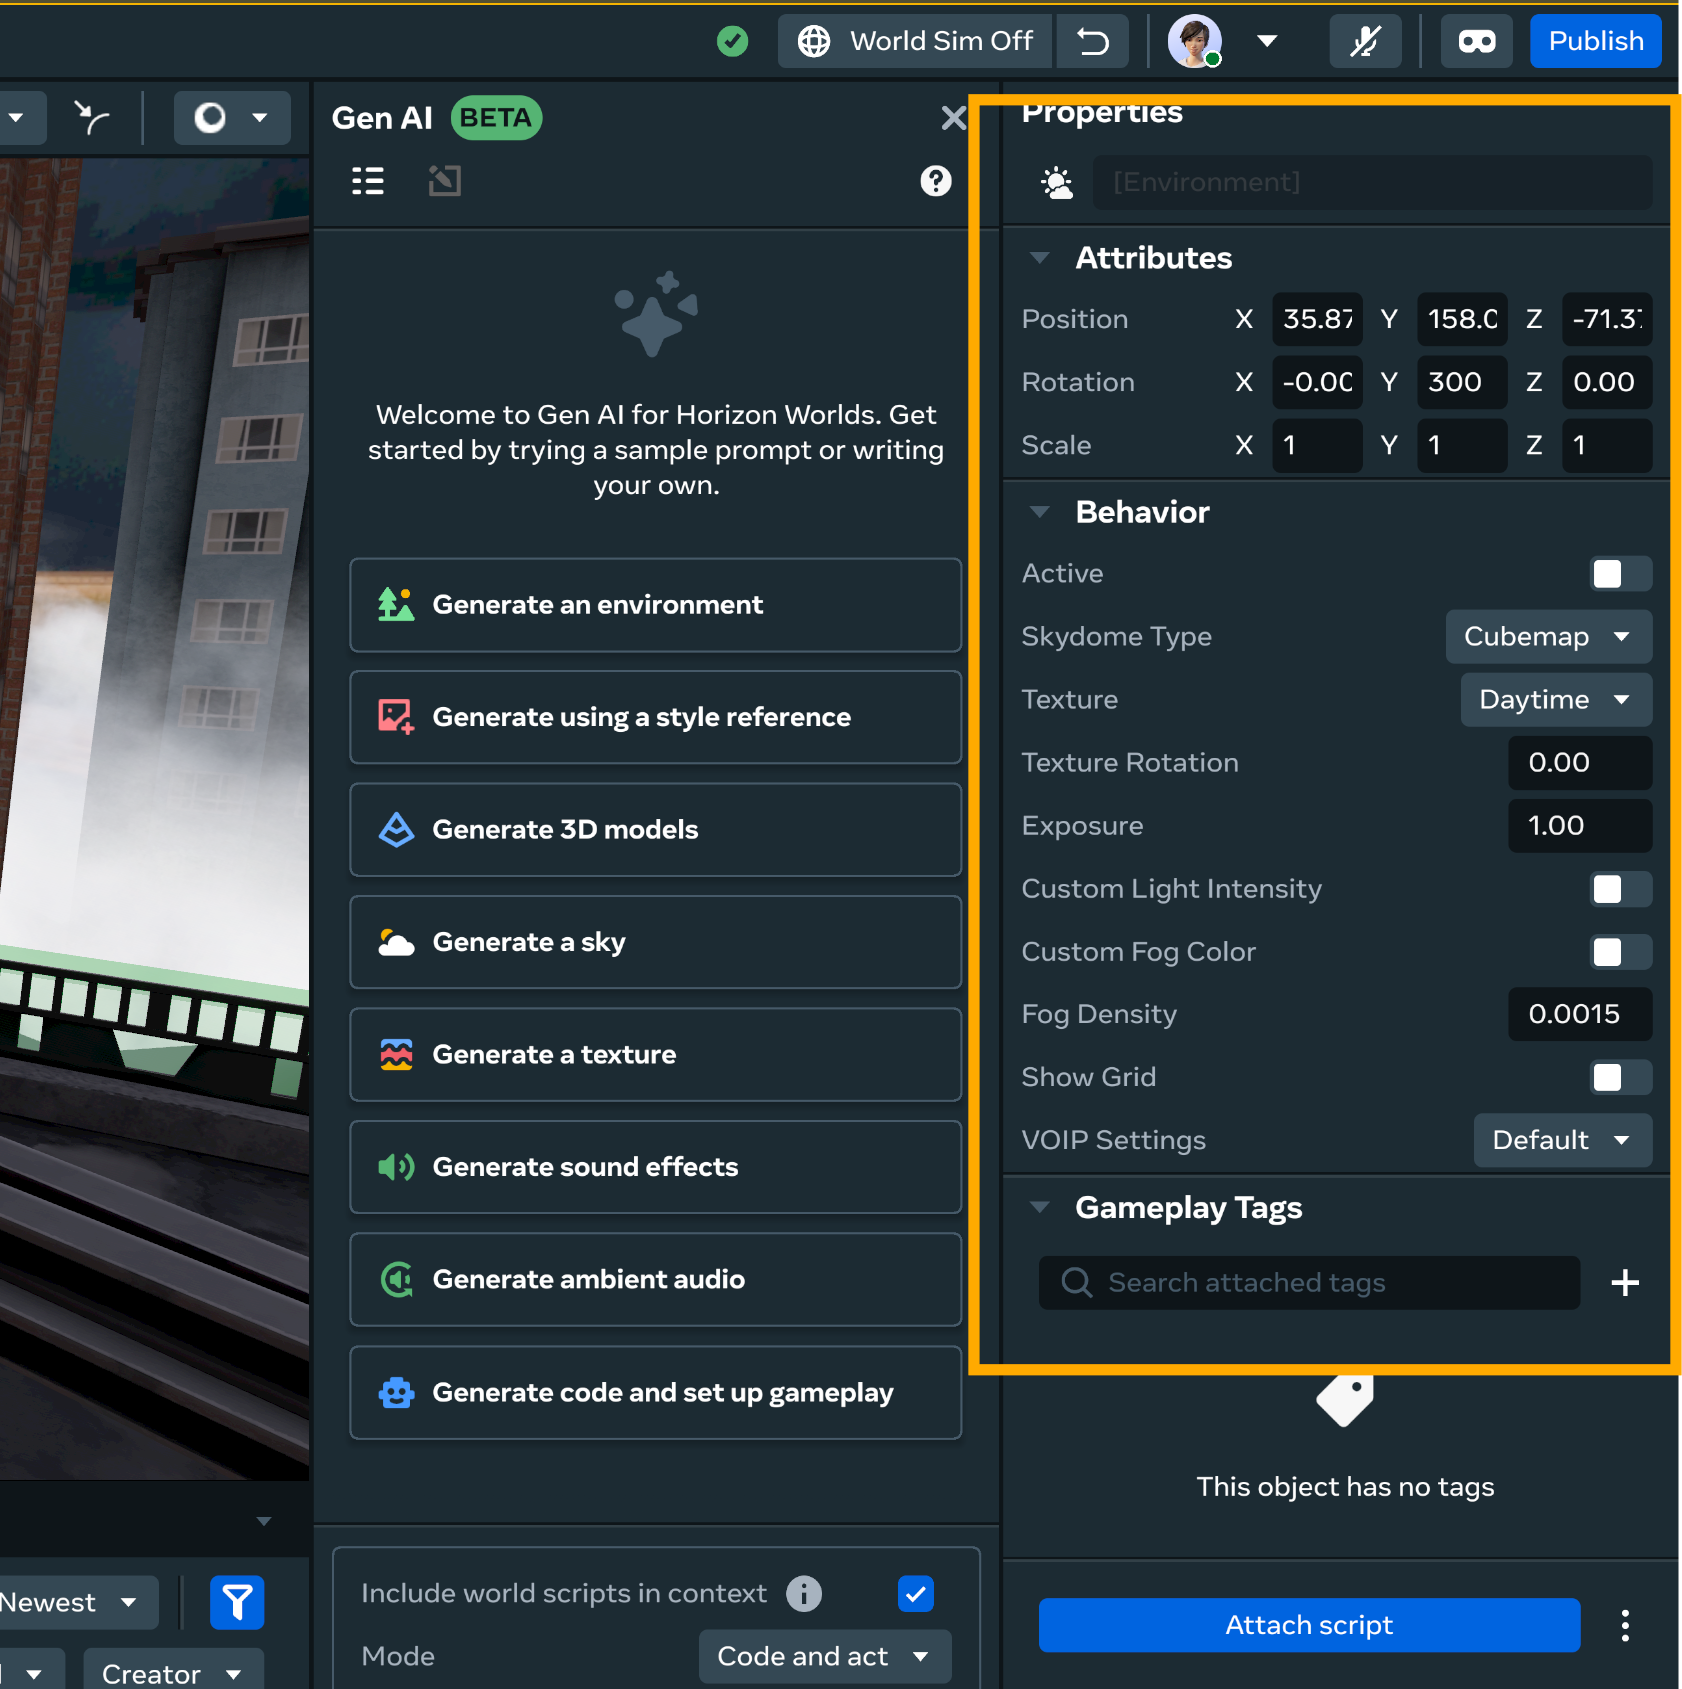 World Sim Off
Publish
Gen AI BETA
Welcome to Gen AI for Horizon Worlds. Get
started by trying a sample prompt or writing
your own.
Generate an environment
Generate using a style reference
Generate 3D models
Generate a sky
Generate a texture
Generate sound effects
Generate ambient audio
Generate code and set up gameplay
Include world scripts in context
Mode Code and act
Newest
Creator
Properties
[Environment]
Attributes
Position X 35.87 Y 158.0 Z -71.37
Rotation X -0.00 Y 300 Z 0.00
Scale X 1 Y 1 Z 1
Behavior
Active
Skydome Type Cubemap
Texture Daytime
Texture Rotation 0.00
Exposure 1.00
Custom Light Intensity
Custom Fog Color
Fog Density 0.0015
Show Grid
VOIP Settings Default
Gameplay Tags
Search attached tags
This object has no tags
Attach script